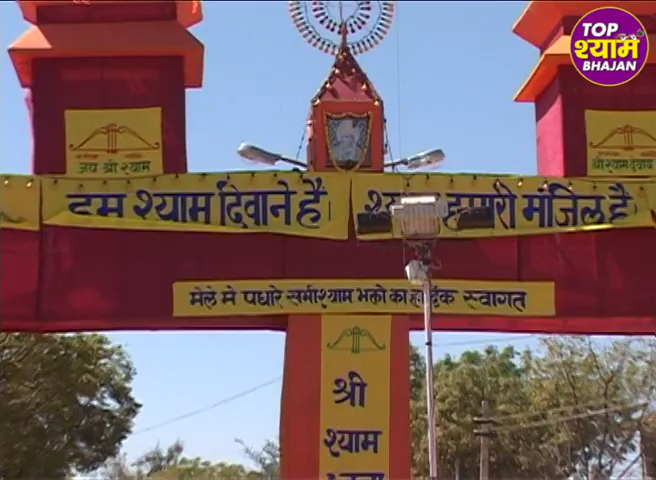 TOP
श्याम
BHAJAN
जय श्री श्याम
हम श्याम दिवाने है। श्याम हमारी मंजिल है।
मेले मे पधारे सभी श्याम भक्तो का हार्दिक स्वागत
श्री
श्याम